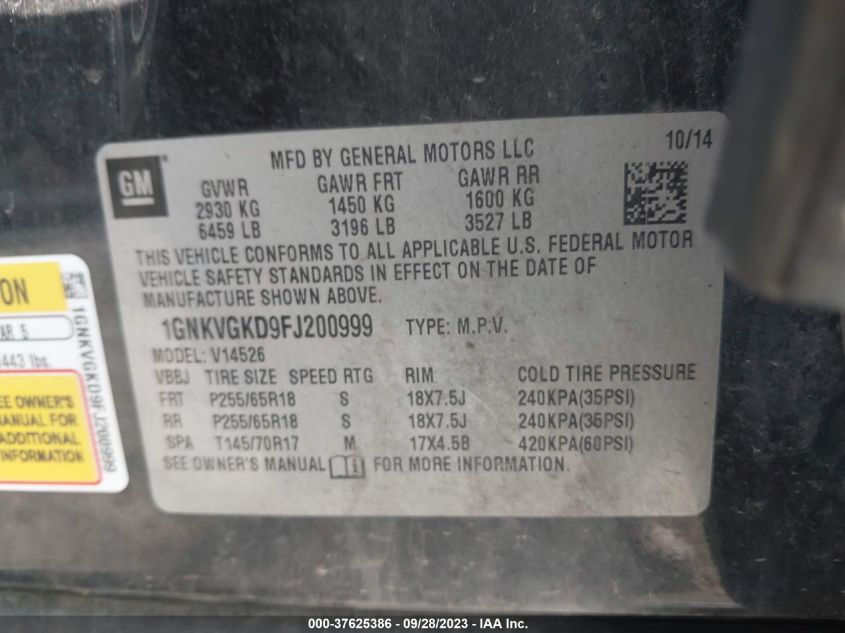 10/14
MFD BY GENERAL MOTORS LLC
GM
GVWR GAWR FRT GAWR RR
2930 KG 1450 KG 1600 KG
6459 LB 3196 LB 3527 LB
THIS VEHICLE CONFORMS TO ALL APPLICABLE U.S. FEDERAL MOTOR
VEHICLE SAFETY STANDARDS IN EFFECT ON THE DATE OF
MANUFACTURE SHOWN ABOVE.
1GNKVGKD9FJ200999 TYPE: M.P.V.
MODEL: V14526
VBBJ TIRE SIZE SPEED RTG RIM COLD TIRE PRESSURE
FRT P255/65R18 S 18X7.5J 240KPA(35PSI)
RR P255/65R18 S 18X7.5J 240KPA(35PSI)
SPA T145/70R17 M 17X4.5B 420KPA(60PSI)
SEE OWNER'S MANUAL FOR MORE INFORMATION.
ON
AR 5
443 lbs.
SEE OWNER'S
MANUAL FOR
ADDITIONAL
INFORMATION
1GNKVGKD9FJ200999
000-37625386 - 09/28/2023 - IAA Inc.